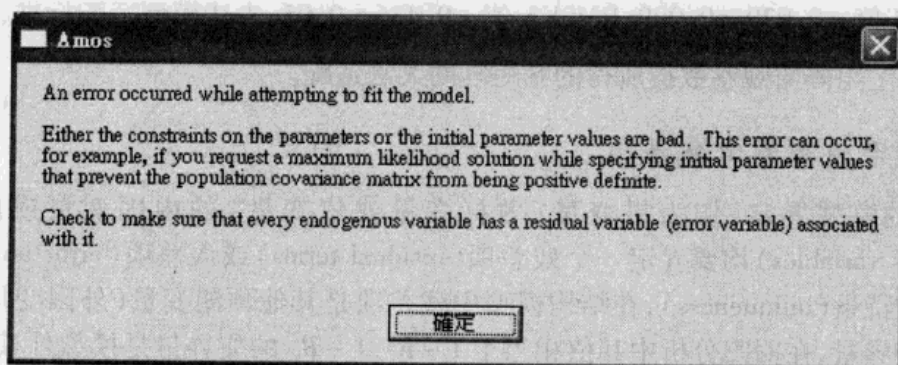 Amos
An error occurred while attempting to fit the model.
Either the constraints on the parameters or the initial parameter values are bad. This error can occur,
for example, if you request a maximum likelihood solution while specifying initial parameter values
that prevent the population covariance matrix from being positive definite.
Check to make sure that every endogenous variable has a residual variable (error variable) associated
with it.
確定